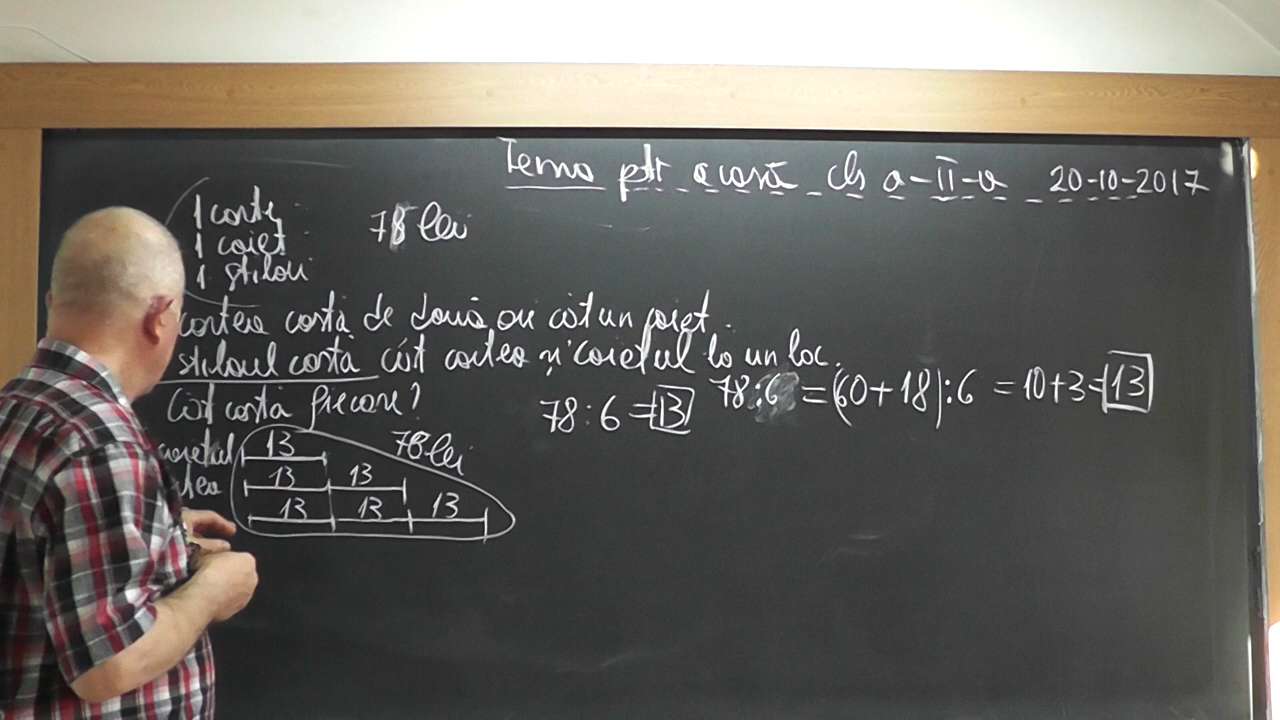 Tema ptr acasă cls a-II-a 20-10-2017
1 carte
1 caiet 78 lei
1 stilou
cartea costă de două ori cât un caiet.
stiloul costă cât cartea și caietul la un loc.
Cât costă fiecare?
78:6=13 78:6=(60+18):6=10+3=13
caietul 13 78 lei
13 13
13 13 13